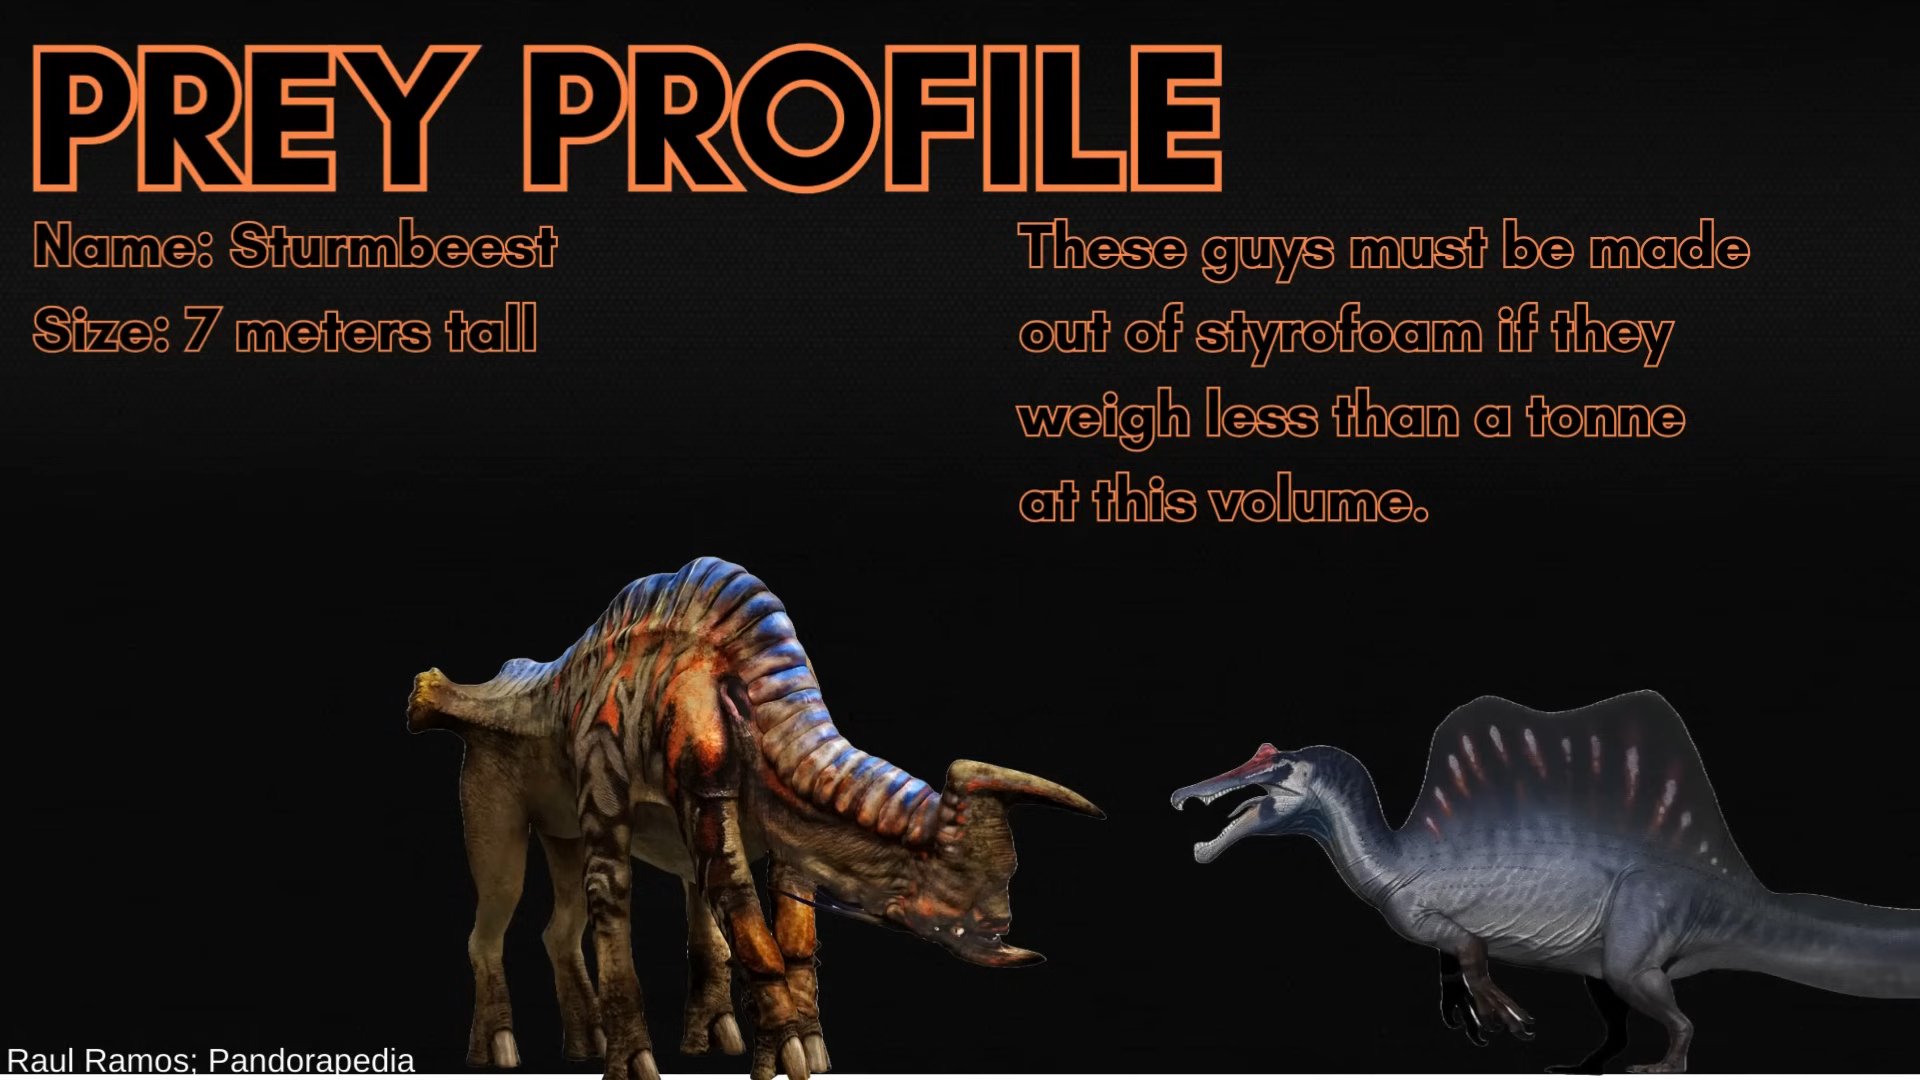 PREY PROFILE
Name: Sturmbeest
Size: 7 meters tall
These guys must be made
out of styrofoam if they
weigh less than a tonne
at this volume.
Raul Ramos; Pandorapedia